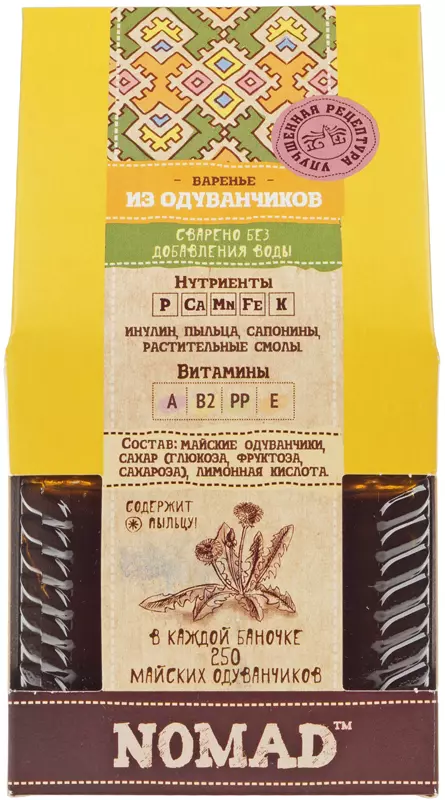 УЛУЧШЕННАЯ РЕЦЕПТУРА
- ВАРЕНЬЕ -
ИЗ ОДУВАНЧИКОВ
СВАРЕНО БЕЗ
ДОБАВЛЕНИЯ ВОДЫ
НУТРИЕНТЫ
P CA MN FE K
ИНУЛИН, ПЫЛЬЦА, САПОНИНЫ,
РАСТИТЕЛЬНЫЕ СМОЛЫ.
ВИТАМИНЫ
A B2 PP E
СОСТАВ: МАЙСКИЕ ОДУВАНЧИКИ,
САХАР (ГЛЮКОЗА, ФРУКТОЗА,
САХАРОЗА), ЛИМОННАЯ КИСЛОТА.
СОДЕРЖИТ
ПЫЛЬЦУ!
В КАЖДОЙ БАНОЧКЕ
250
МАЙСКИХ ОДУВАНЧИКОВ
NOMAD™